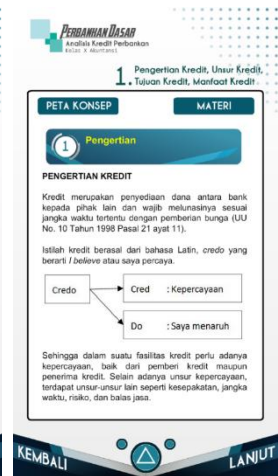 PERBANKAN DASAR
Analisis Kredit Perbankan
Kelas X Akuntansi
1. Pengertian Kredit, Unsur Kredit,
Tujuan Kredit, Manfaat Kredit
PETA KONSEP
MATERI
1 Pengertian
PENGERTIAN KREDIT
Kredit merupakan penyediaan dana antara bank
kepada pihak lain dan wajib melunasinya sesuai
jangka waktu tertentu dengan pemberian bunga (UU
No. 10 Tahun 1998 Pasal 21 ayat 11).
Istilah kredit berasal dari bahasa Latin, credo yang
berarti I believe atau saya percaya.
Credo
Cred : Kepercayaan
Do : Saya menaruh
Sehingga dalam suatu fasilitas kredit perlu adanya
kepercayaan, baik dari pemberi kredit maupun
penerima kredit. Selain adanya unsur kepercayaan,
terdapat unsur-unsur lain seperti kesepakatan, jangka
waktu, risiko, dan balas jasa.
KEMBALI
LANJUT